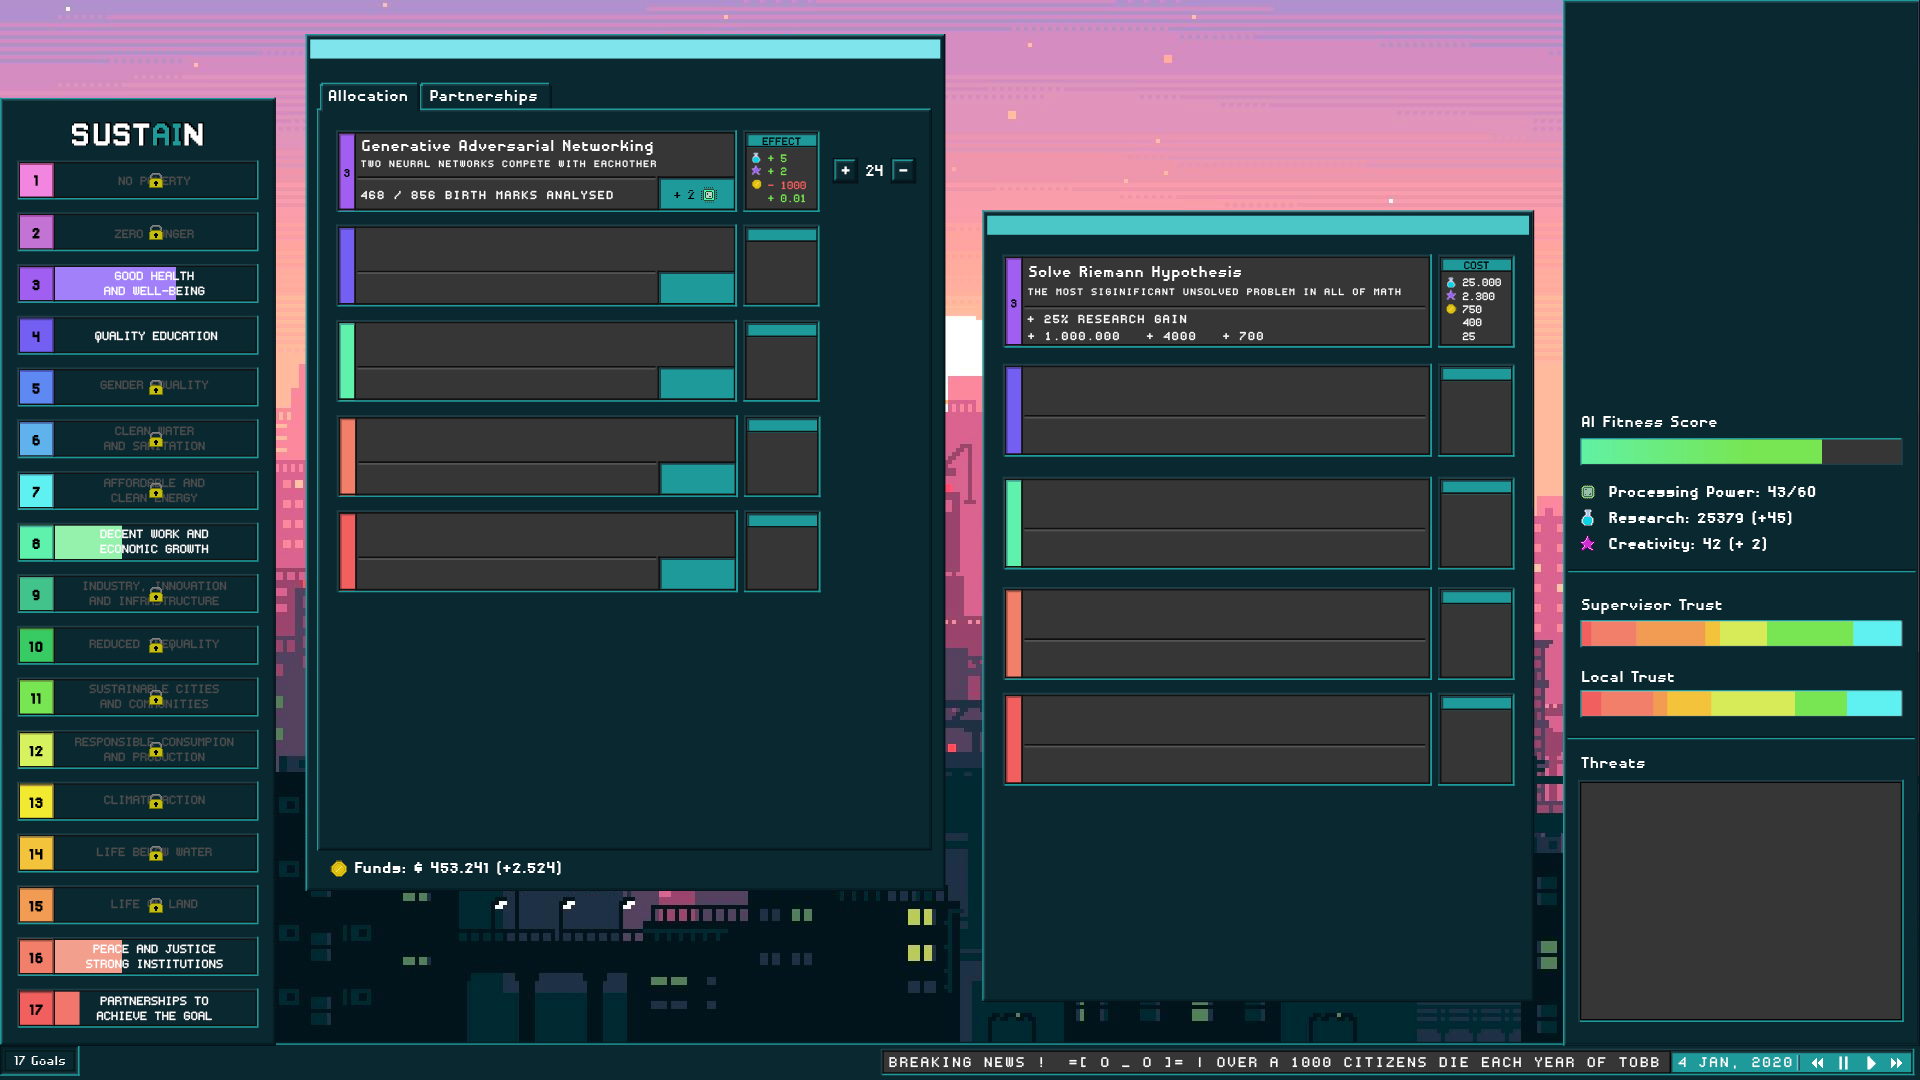 SUSTAIN
1
NO POVERTY
2
ZERO HUNGER
3
GOOD HEALTH
AND WELL-BEING
4
QUALITY EDUCATION
5
GENDER EQUALITY
6
CLEAN WATER
AND SANITATION
7
AFFORDABLE AND
CLEAN ENERGY
8
DECENT WORK AND
ECONOMIC GROWTH
9
INDUSTRY, INNOVATION
AND INFRASTRUCTURE
10
REDUCED INEQUALITY
11
SUSTAINABLE CITIES
AND COMMUNITIES
12
RESPONSIBLE CONSUMPION
AND PRODUCTION
13
CLIMATE ACTION
14
LIFE BELOW WATER
15
LIFE ON LAND
16
PEACE AND JUSTICE
STRONG INSTITUTIONS
17
PARTNERSHIPS TO
ACHIEVE THE GOAL
17 Goals
Allocation
Partnerships
3
Generative Adversarial Networking
TWO NEURAL NETWORKS COMPETE WITH EACHOTHER
468 / 856 BIRTH MARKS ANALYSED
+ 2
EFFECT
+ 5
+ 2
- 1000
+ 0.01
+ 24 -
Funds: $ 453.241 (+2.524)
3
Solve Riemann Hypothesis
THE MOST SIGINIFICANT UNSOLVED PROBLEM IN ALL OF MATH
+ 25% RESEARCH GAIN
+ 1.000.000 + 4000 + 700
COST
25.000
2.300
750
400
25
AI Fitness Score
Processing Power: 43/60
Research: 25379 (+45)
Creativity: 42 (+ 2)
Supervisor Trust
Local Trust
Threats
BREAKING NEWS ! =[ O _ O ]= | OVER A 1000 CITIZENS DIE EACH YEAR OF TOBB
4 JAN, 2020